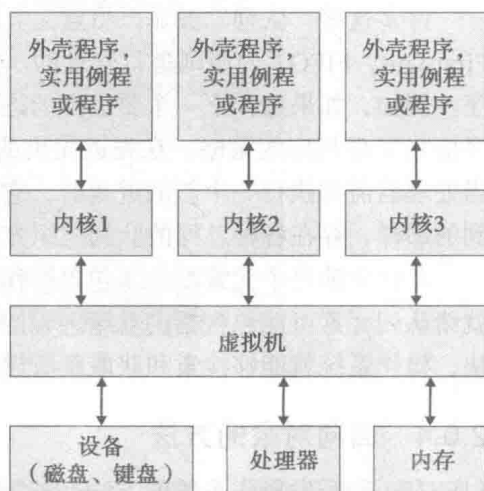 外壳程序，
实用例程
或程序
外壳程序，
实用例程
或程序
外壳程序，
实用例程
或程序
内核1
内核2
内核3
虚拟机
设备
（磁盘、键盘）
处理器
内存